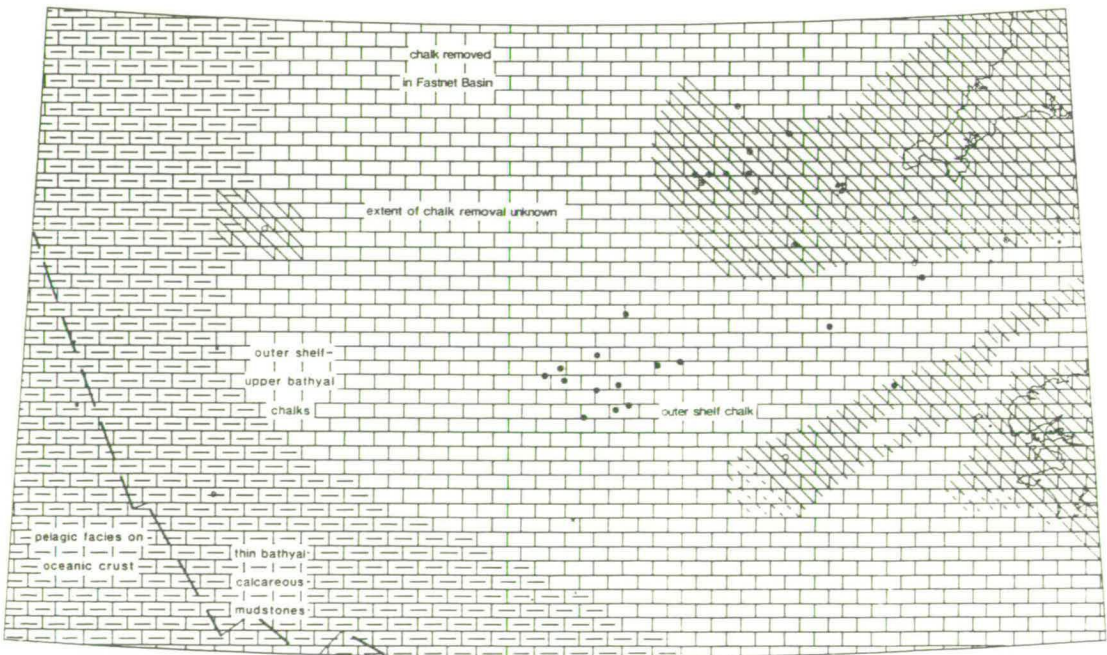 chalk removed
in Fastnet Basin
extent of chalk removal unknown
outer shelf-
upper bathyal
chalks
outer shelf chalk
pelagic facies on
oceanic crust
thin bathyal
calcareous
mudstones